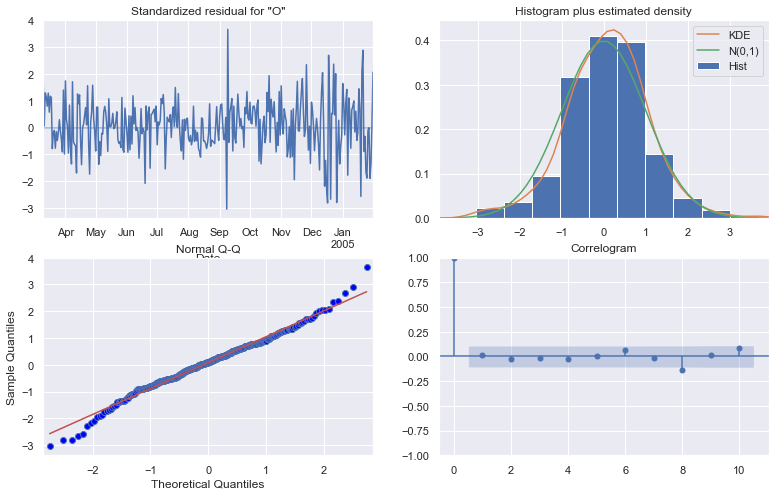 Standardized residual for "O"
4
3
2
1
0
−1
−2
−3
Apr May Jun Jul Aug Sep Oct Nov Dec Jan
2005
Date
Histogram plus estimated density
KDE
N(0,1)
Hist
0.4
0.3
0.2
0.1
0.0
−3 −2 −1 0 1 2 3
Normal Q-Q
Sample Quantiles
4
3
2
1
0
−1
−2
−3
−2 −1 0 1 2
Theoretical Quantiles
Correlogram
1.00
0.75
0.50
0.25
0.00
−0.25
−0.50
−0.75
−1.00
0 2 4 6 8 10